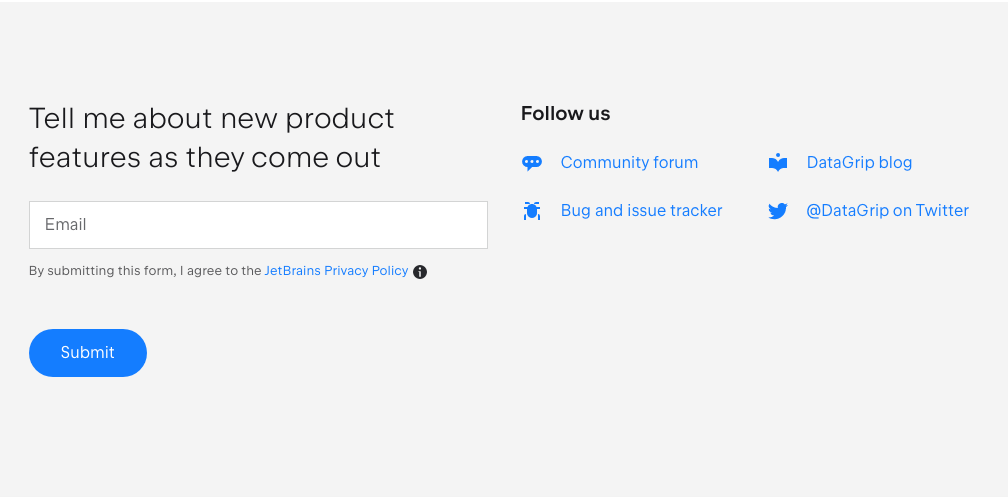 Tell me about new product
features as they come out
Email
By submitting this form, I agree to the JetBrains Privacy Policy
Submit
Follow us
Community forum
DataGrip blog
Bug and issue tracker
@DataGrip on Twitter